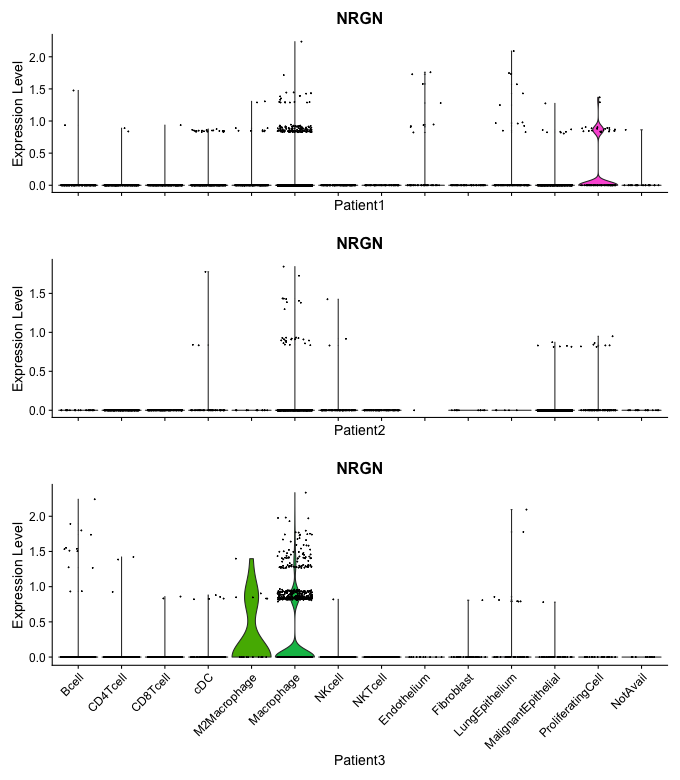 NRGN
Expression Level
2.0
1.5
1.0
0.5
0.0
Patient1
NRGN
Expression Level
1.5
1.0
0.5
0.0
Patient2
NRGN
Expression Level
2.0
1.5
1.0
0.5
0.0
Bcell
CD4Tcell
CD8Tcell
cDC
M2Macrophage
Macrophage
NKcell
NKTcell
Endothelium
Fibroblast
LungEpithelium
MalignantEpithelial
ProliferatingCell
NotAvail
Patient3